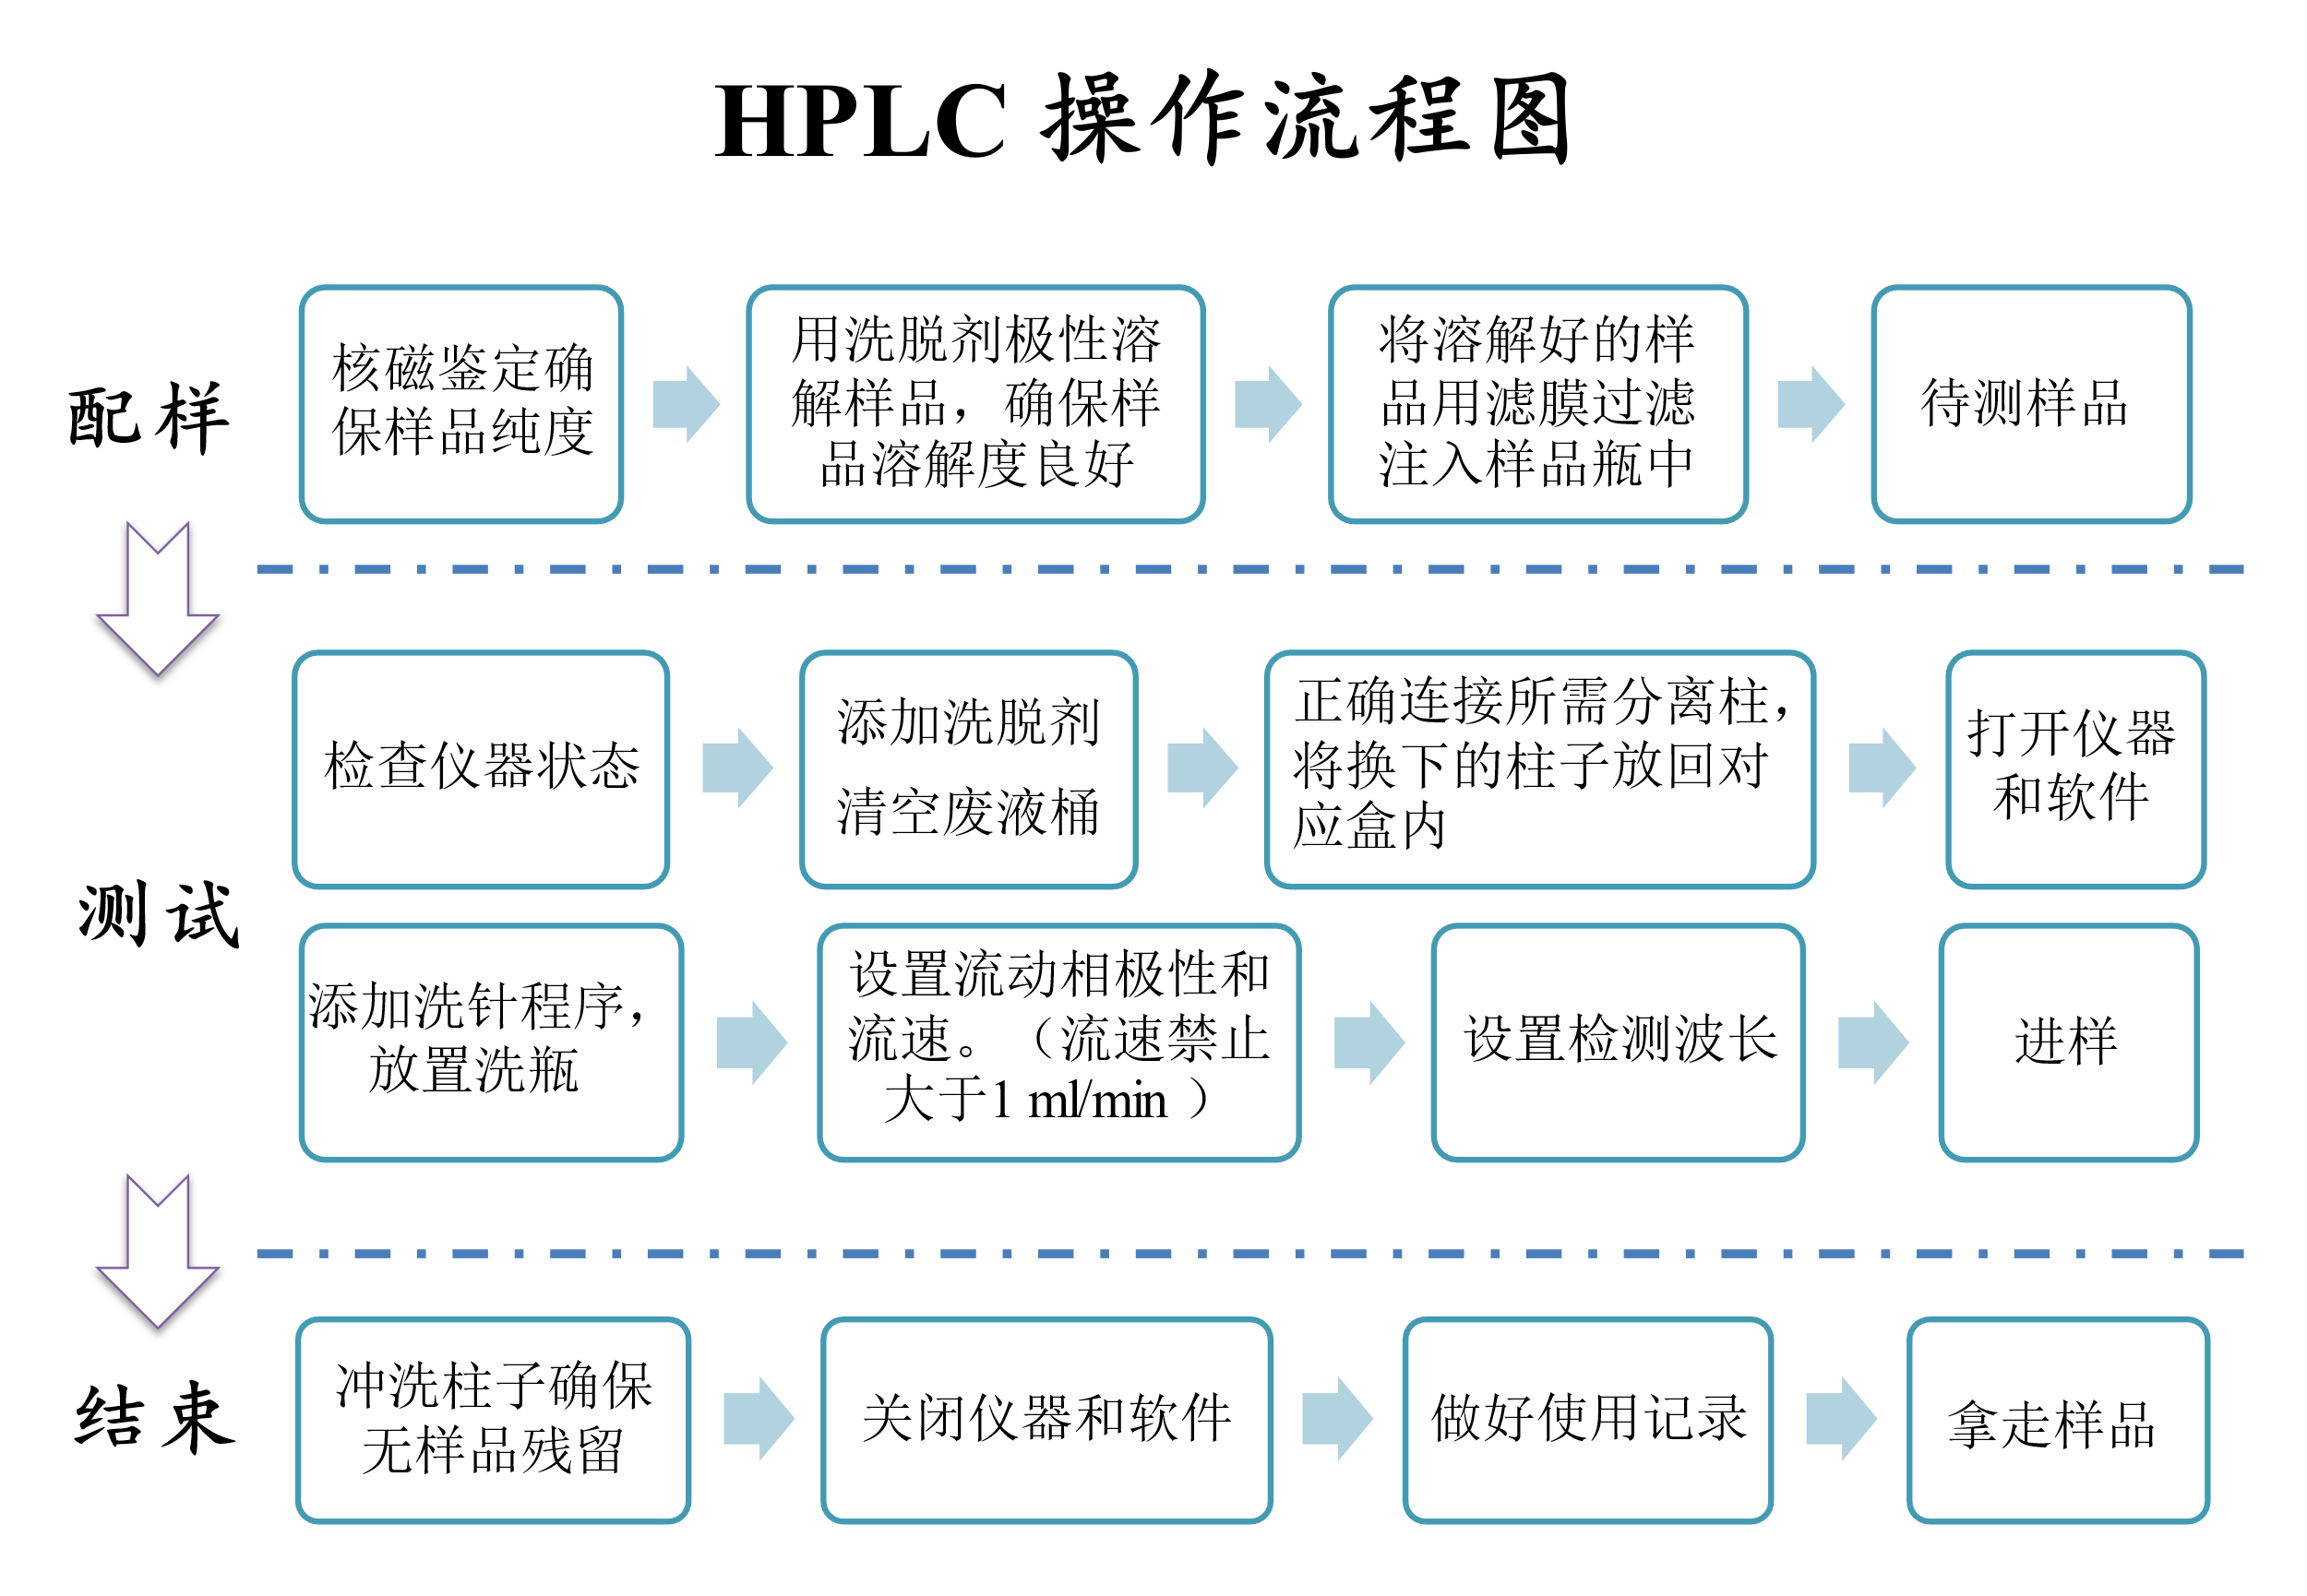 HPLC 操作流程图
配样
核磁鉴定确
保样品纯度
用洗脱剂极性溶
解样品，确保样
品溶解度良好
将溶解好的样
品用滤膜过滤
注入样品瓶中
待测样品
测试
检查仪器状态
添加洗脱剂
清空废液桶
正确连接所需分离柱，
将换下的柱子放回对
应盒内
打开仪器
和软件
添加洗针程序，
放置洗瓶
设置流动相极性和
流速。（流速禁止
大于1 ml/min ）
设置检测波长
进样
结束
冲洗柱子确保
无样品残留
关闭仪器和软件
做好使用记录
拿走样品